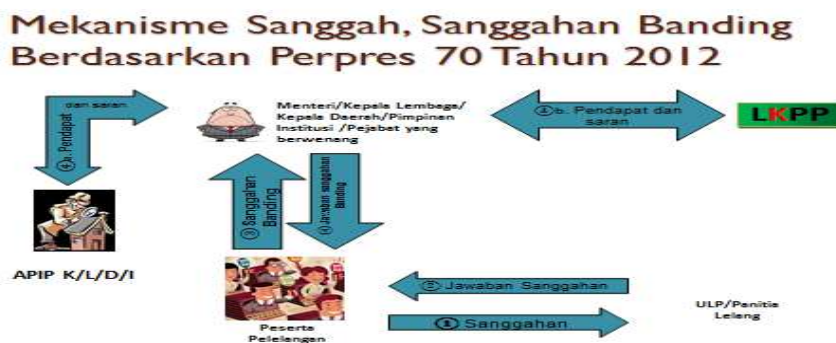 Mekanisme Sanggah, Sanggahan Banding
Berdasarkan Perpres 70 Tahun 2012
dan saran
④a. Pendapat
Menteri/Kepala Lembaga/
Kepala Daerah/Pimpinan
Institusi /Pejabat yang
berwenang
④b. Pendapat dan
saran
LKPP
③ Sanggahan
Banding
Jawaban sanggahan
Banding
APIP K/L/D/I
② Jawaban Sanggahan
① Sanggahan
Peserta
Pelelangan
ULP/Panitia
Lelang